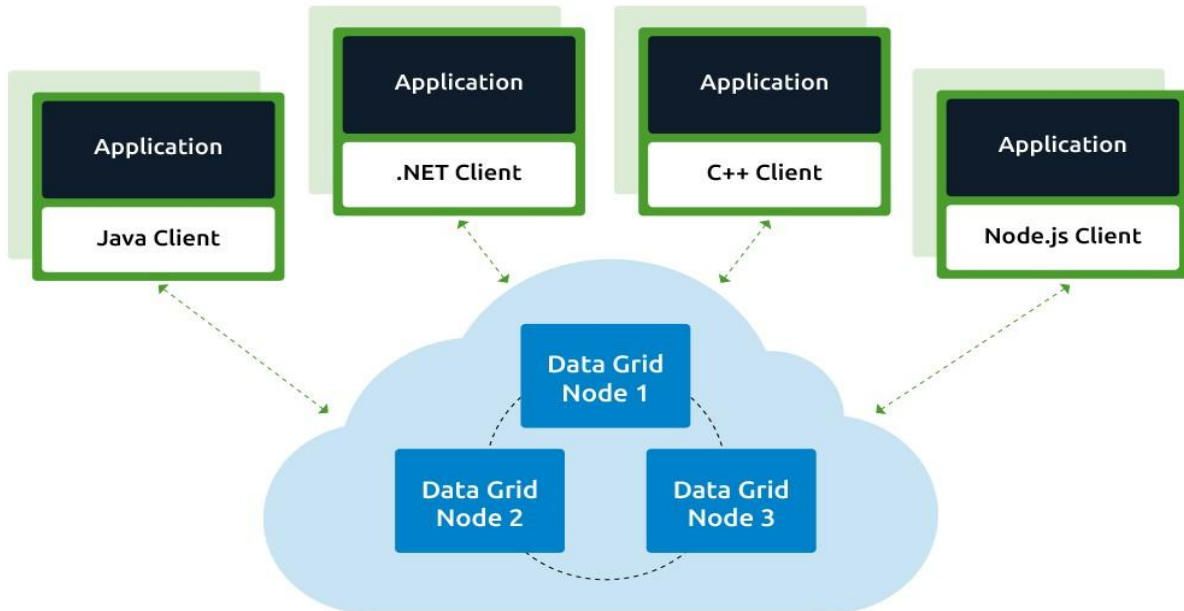 Application
.NET Client
Application
C++ Client
Application
Java Client
Application
Node.js Client
Data Grid
Node 1
Data Grid
Node 2
Data Grid
Node 3